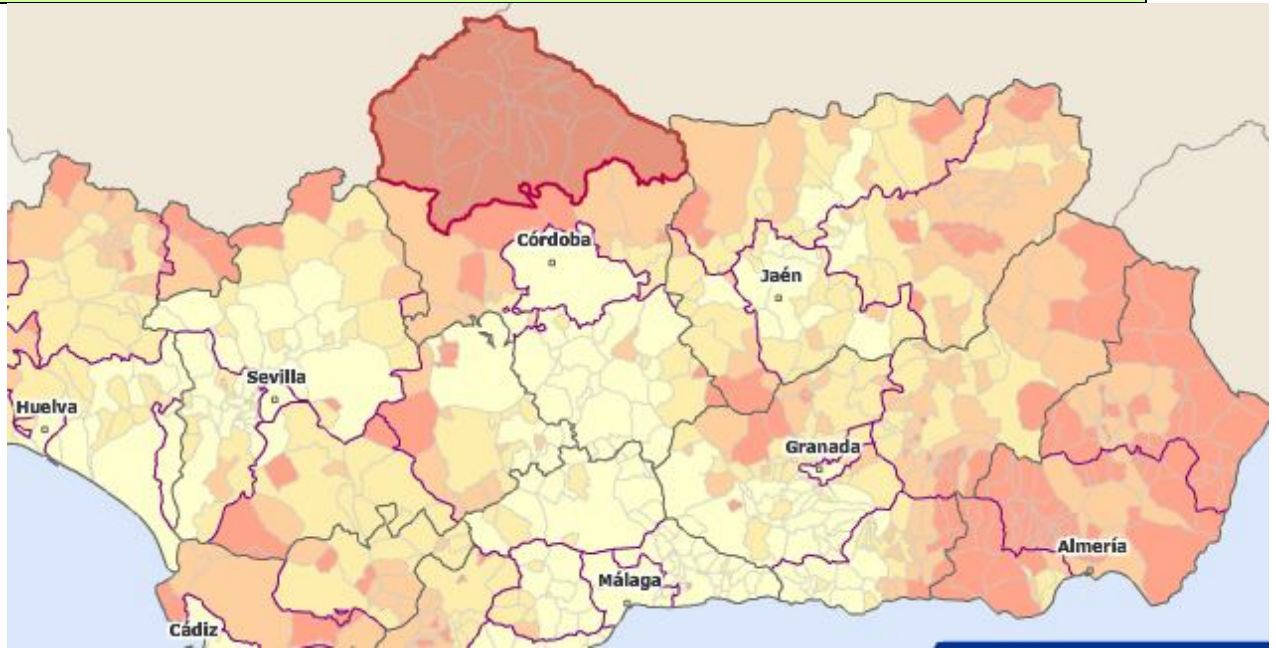 Córdoba
Jaén
Sevilla
Huelva
Granada
Almería
Málaga
Cádiz